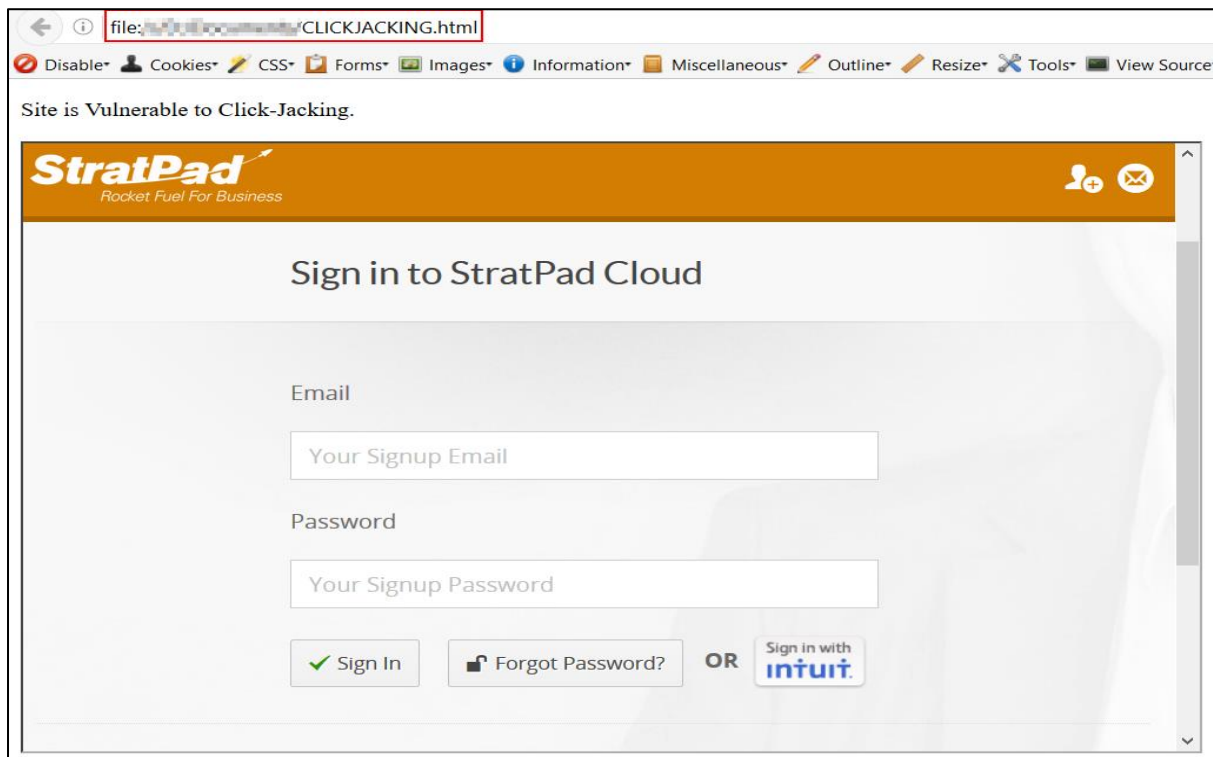 file: /CLICKJACKING.html
Disable Cookies CSS Forms Images Information Miscellaneous Outline Resize Tools View Source
Site is Vulnerable to Click-Jacking.
StratPad
Rocket Fuel For Business
Sign in to StratPad Cloud
Email
Your Signup Email
Password
Your Signup Password
Sign In Forgot Password? OR Sign in with intuit.